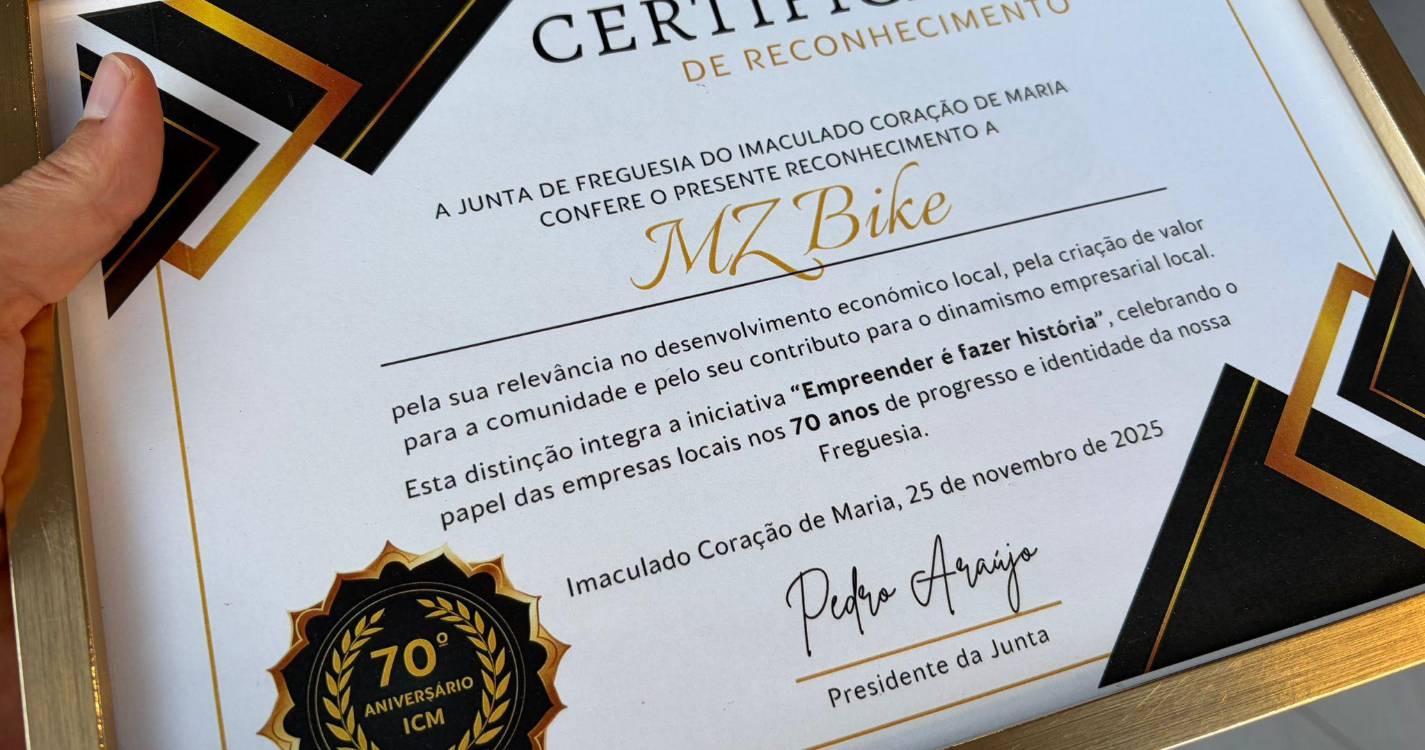 DE RECONHECIMENTO
A JUNTA DE FREGUESIA DO IMACULADO CORAÇÃO DE MARIA
CONFERE O PRESENTE RECONHECIMENTO A
MZ Bike
pela sua relevância no desenvolvimento económico local, pela criação de valor
para a comunidade e pelo seu contributo para o dinamismo empresarial local.
Esta distinção integra a iniciativa “Empreender é fazer história” , celebrando o
papel das empresas locais nos 70 anos de progresso e identidade da nossa
Freguesia.
Imaculado Coração de Maria, 25 de novembro de 2025
Pedro Araújo
Presidente da Junta
70º
ANIVERSÁRIO
ICM